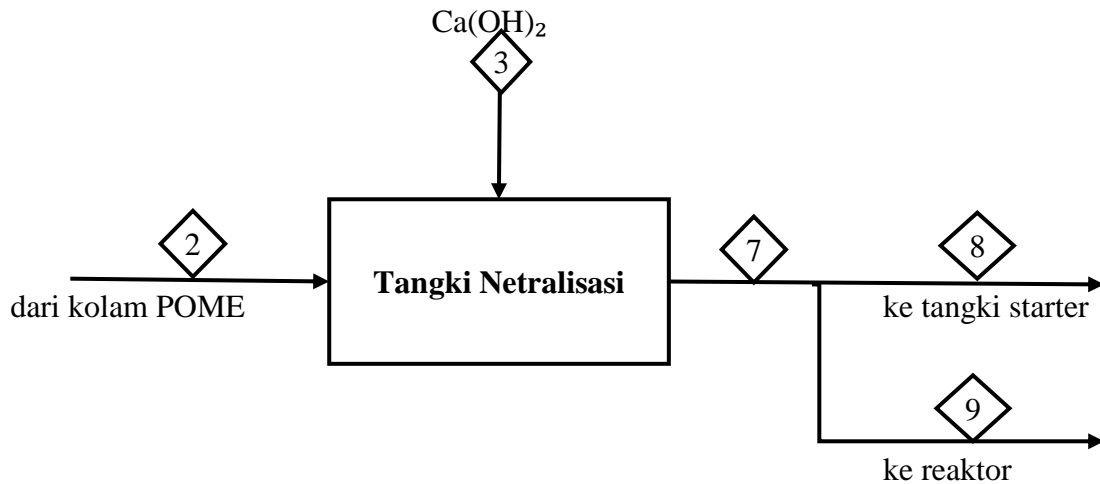 Ca(OH)₂
3
2
7
8
Tangki Netralisasi
dari kolam POME
ke tangki starter
9
ke reaktor